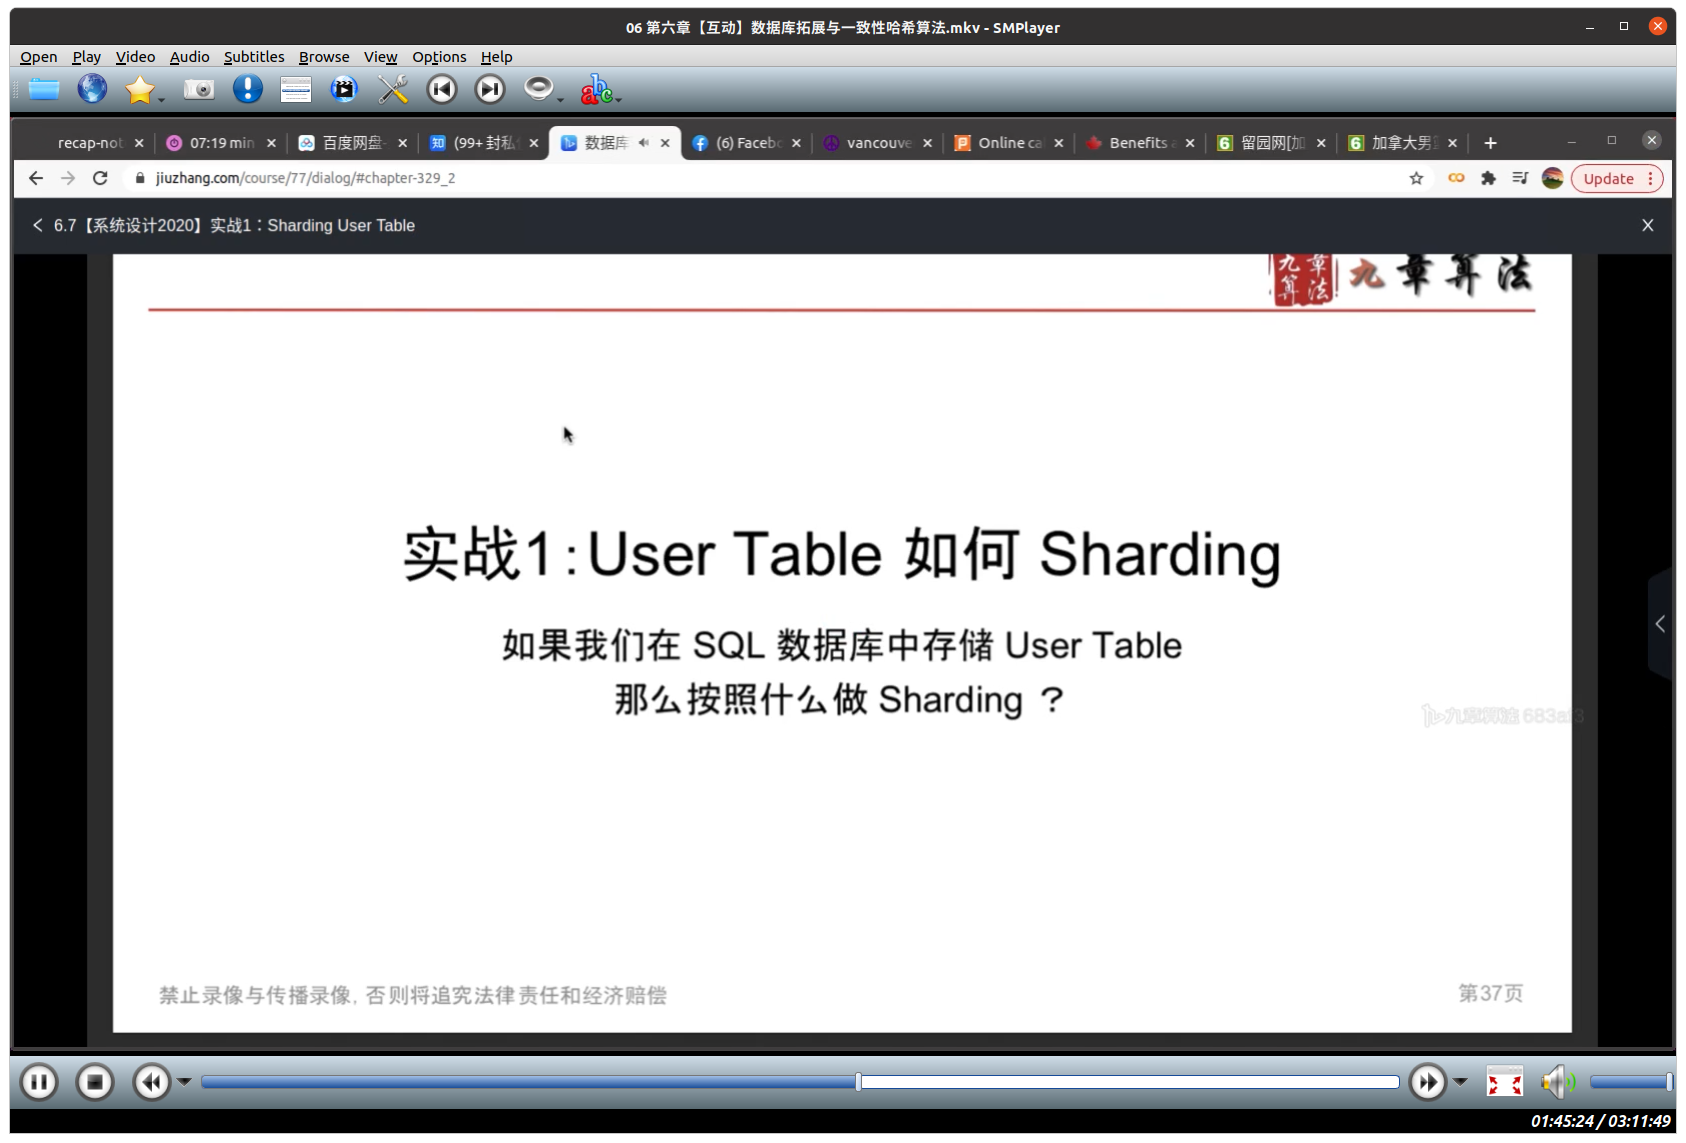 06 第六章【互动】数据库拓展与一致性哈希算法.mkv - SMPlayer
Open Play Video Audio Subtitles Browse View Options Help
abc
recap-not 07:19 min 百度网盘- (99+ 封私 数据库 (6) Facebo vancouve Online ca Benefits 留园网[加 加拿大男
jiuzhang.com/course/77/dialog/#chapter-329_2
Update
6.7【系统设计2020】实战1：Sharding User Table
九章算法 九章算法
实战1：User Table 如何 Sharding
如果我们在 SQL 数据库中存储 User Table
那么按照什么做 Sharding ？
九章算法 683af3
禁止录像与传播录像, 否则将追究法律责任和经济赔偿
第37页
01:45:24 / 03:11:49